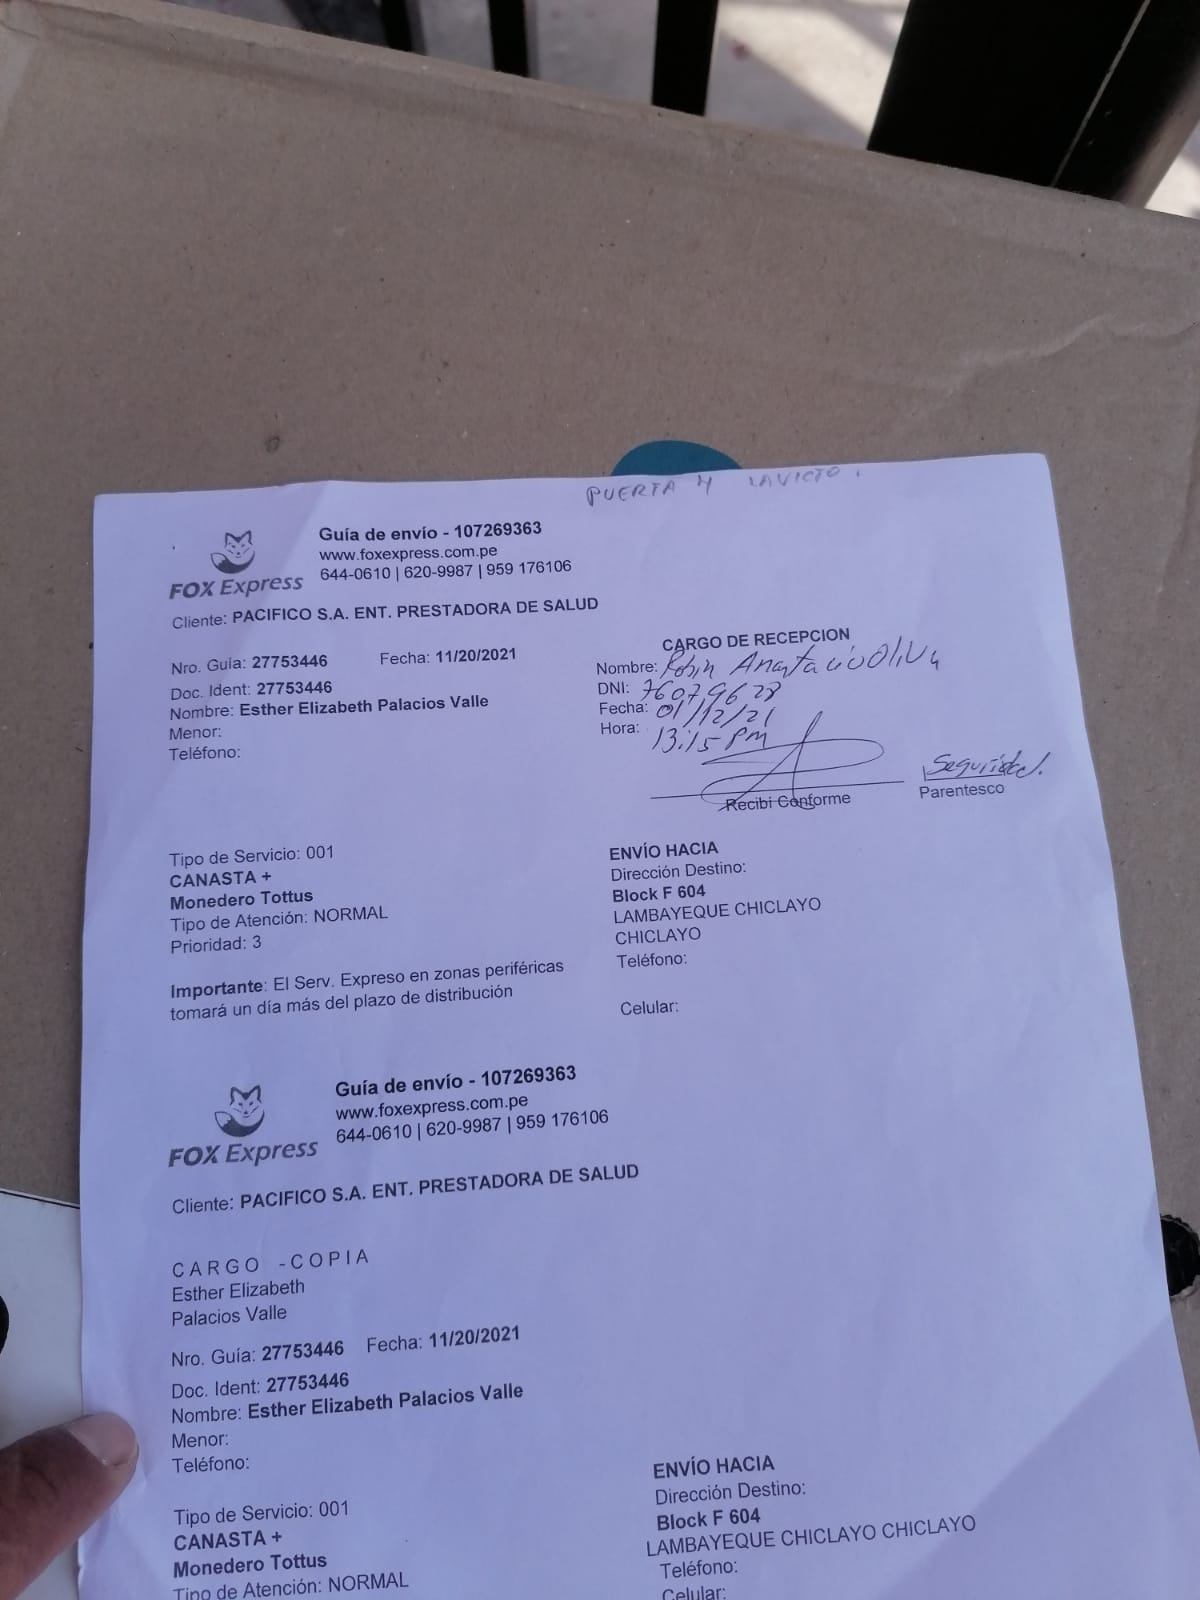 PUERTA 4 LAVICTO.
FOX Express
Guía de envío - 107269363
www.foxexpress.com.pe
644-0610 | 620-9987 | 959 176106
Cliente: PACIFICO S.A. ENT. PRESTADORA DE SALUD
Nro. Guía: 27753446 Fecha: 11/20/2021
Doc. Ident: 27753446
Nombre: Esther Elizabeth Palacios Valle
Menor:
Teléfono:
CARGO DE RECEPCION
Nombre: Robin Anastacio Oliva
DNI: 76079628
Fecha: 01/12/21
Hora: 13:15 PM
Recibi Conforme
Seguridad.
Parentesco
Tipo de Servicio: 001
CANASTA +
Monedero Tottus
Tipo de Atención: NORMAL
Prioridad: 3
Importante: El Serv. Expreso en zonas periféricas
tomará un día más del plazo de distribución
ENVÍO HACIA
Dirección Destino:
Block F 604
LAMBAYEQUE CHICLAYO
CHICLAYO
Teléfono:
Celular:
FOX Express
Guía de envío - 107269363
www.foxexpress.com.pe
644-0610 | 620-9987 | 959 176106
Cliente: PACIFICO S.A. ENT. PRESTADORA DE SALUD
CARGO -COPIA
Esther Elizabeth
Palacios Valle
Nro. Guía: 27753446 Fecha: 11/20/2021
Doc. Ident: 27753446
Nombre: Esther Elizabeth Palacios Valle
Menor:
Teléfono:
Tipo de Servicio: 001
CANASTA +
Monedero Tottus
Tipo de Atención: NORMAL
ENVÍO HACIA
Dirección Destino:
Block F 604
LAMBAYEQUE CHICLAYO CHICLAYO
Teléfono:
Celular: